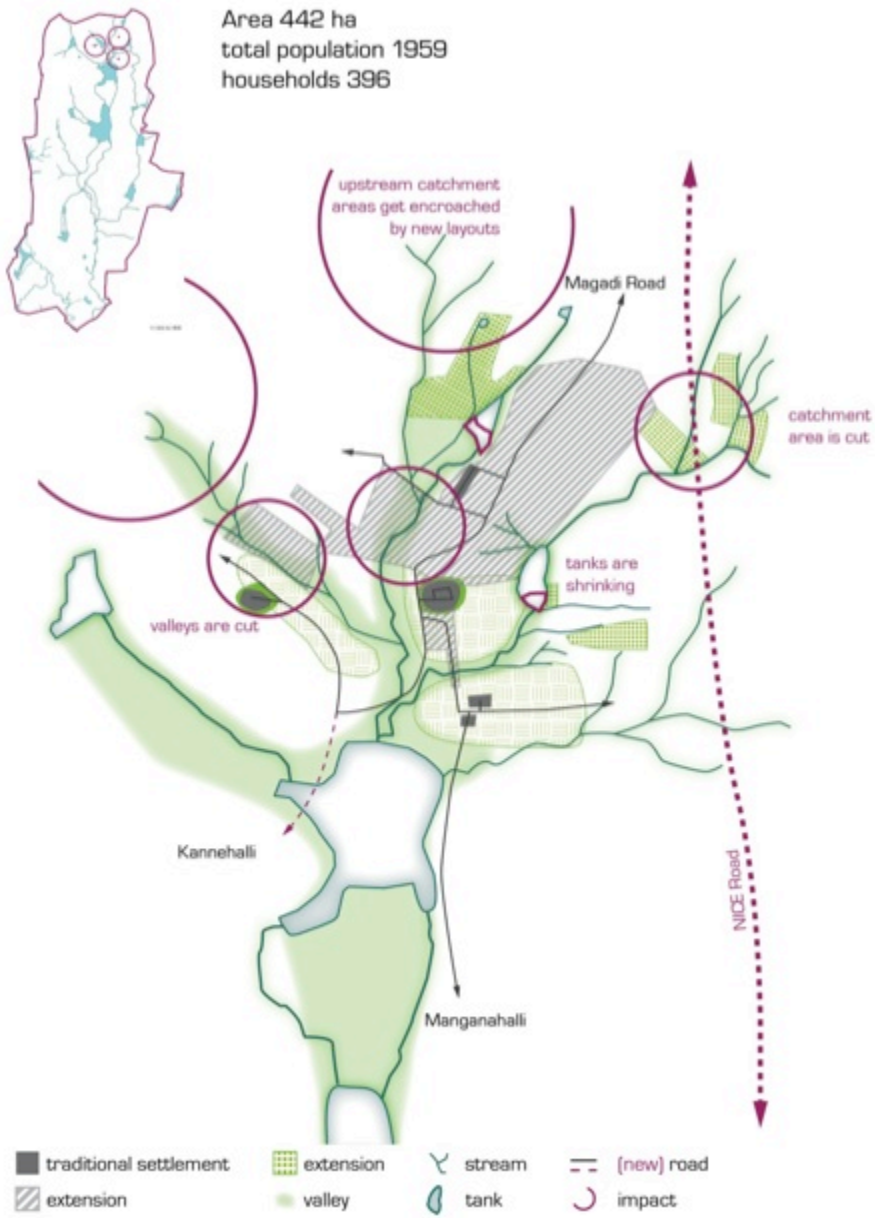 Area 442 ha
total population 1959
households 396
upstream catchment
areas get encroached
by new layouts
Magadi Road
catchment
area is cut
tanks are
shrinking
valleys are cut
Kannehalli
NICE Road
Manganahalli
traditional settlement
extension
stream
(new) road
extension
valley
tank
impact